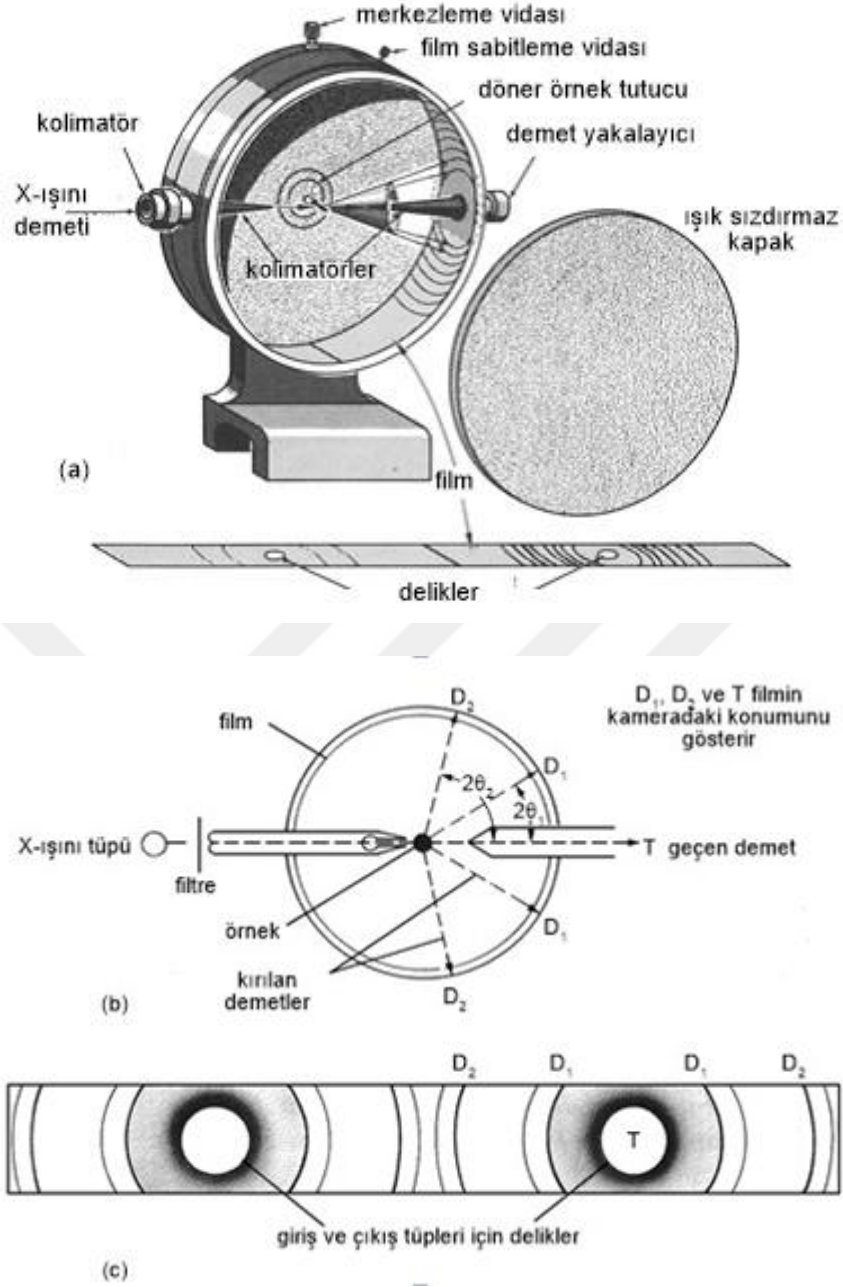 merkezleme vidası
film sabitleme vidası
döner örnek tutucu
kolimatör
demet yakalayıcı
X-ışını
demeti
ışık sızdırmaz
kapak
kolimatörler
(a)
film
delikler
D₂
D₁, D₂ ve T filmin
kameradaki konumunu
gösterir
film
D₁
2θ₂
2θ₁
X-ışını tüpü
T geçen demet
filtre
örnek
D₁
kırılan
demetler
D₂
(b)
D₂ D₁ D₁ D₂
T
giriş ve çıkış tüpleri için delikler
(c)